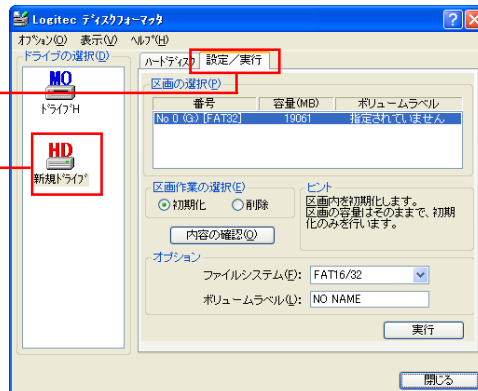 Logitec ディスクフォーマッタ
オプション(O) 表示(V) ヘルプ(H)
ドライブの選択(D)
MO
ドライブH
HD
新規ドライブ
ハードディスク 設定／実行
区画の選択(P)
番号 容量(MB) ボリュームラベル
No 0 (G) [FAT32] 19061 指定されていません
区画作業の選択(E)
初期化 削除
内容の確認(Q)
ヒント
区画内を初期化します。
区画の容量はそのままで、初期
化のみを行います。
オプション
ファイルシステム(F): FAT16/32
ボリュームラベル(L): NO NAME
実行
閉じる